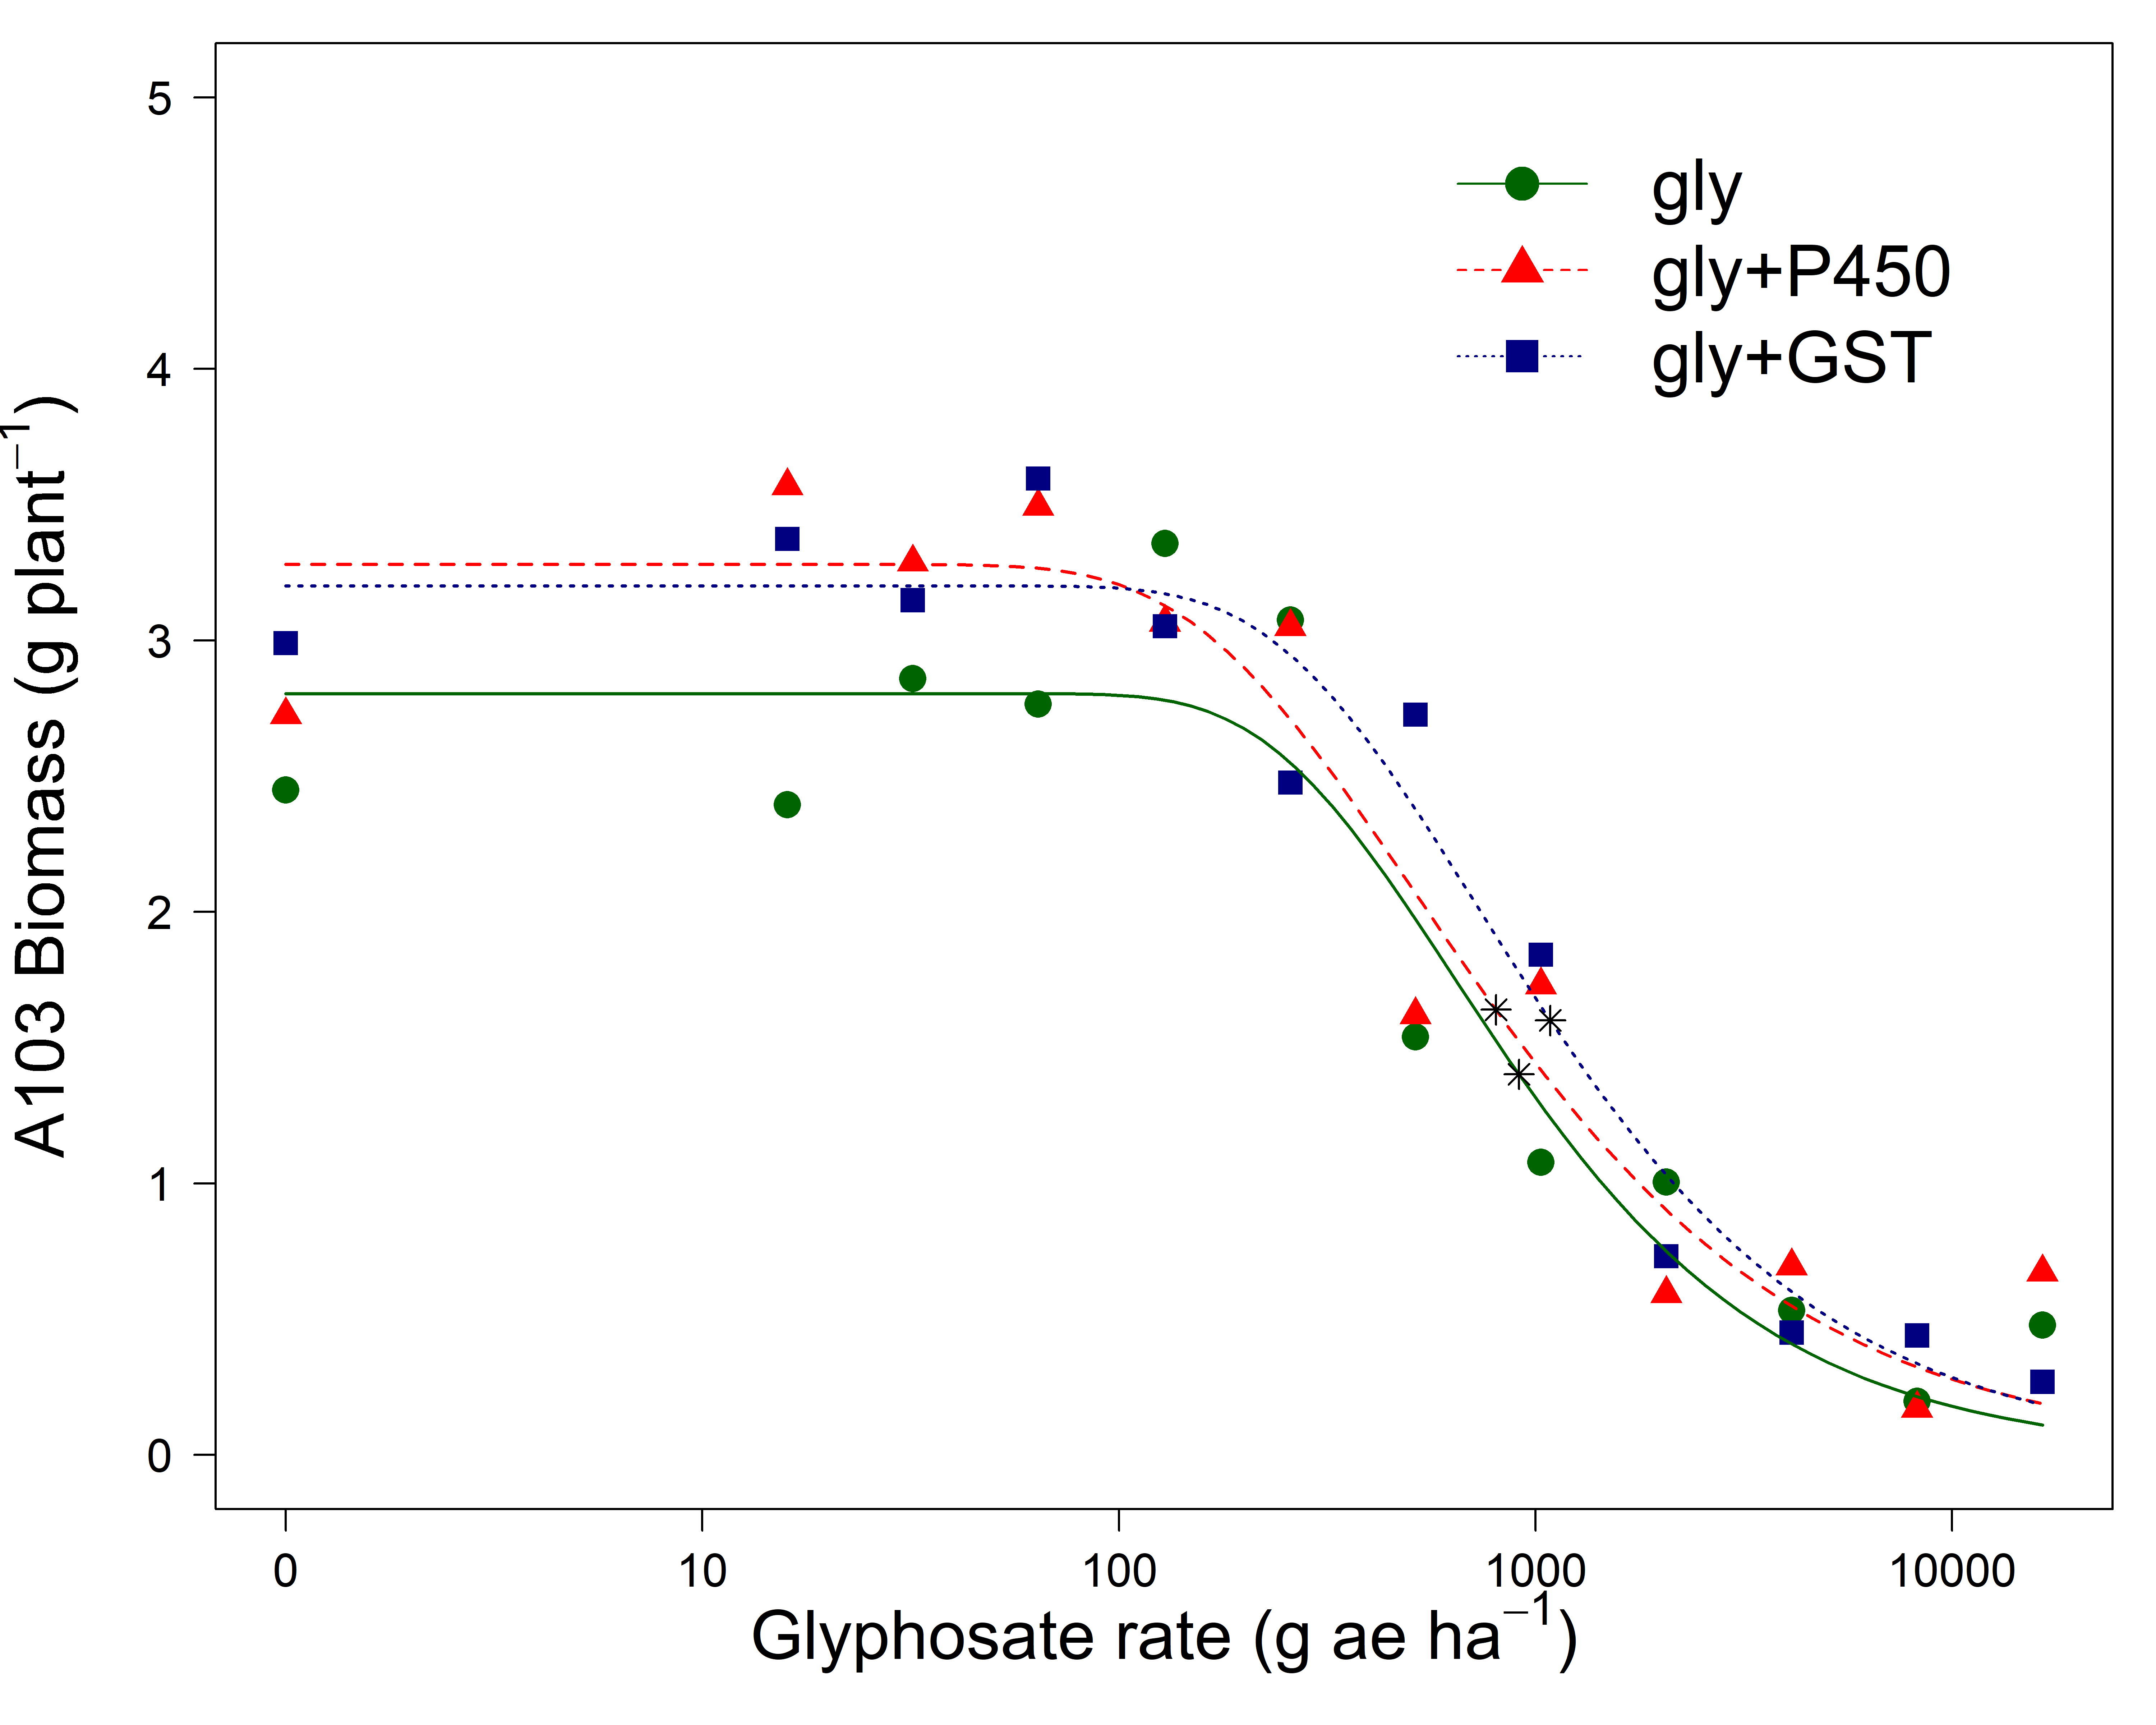 5
4
3
2
1
0
A103 Biomass (g plant⁻¹)
gly
gly+P450
gly+GST
0 10 100 1000 10000
Glyphosate rate (g ae ha⁻¹)